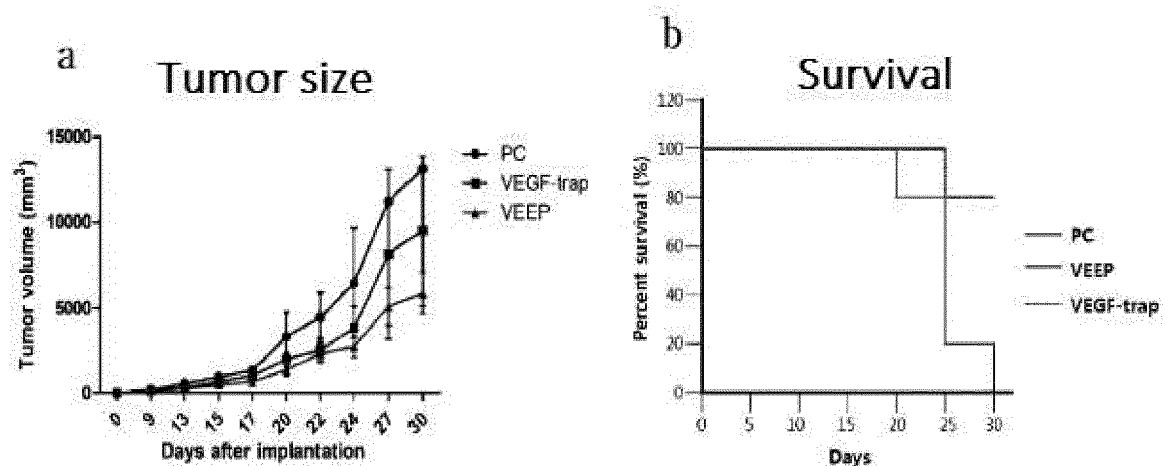 a
Tumor size
15000
10000
5000
0
Tumor volume (mm³)
0 9 13 15 17 20 22 24 27 30
Days after implantation
PC
VEGF-trap
VEEP
b
Survival
120
100
80
60
40
20
0
Percent survival (%)
0 5 10 15 20 25 30
Days
PC
VEEP
VEGF-trap